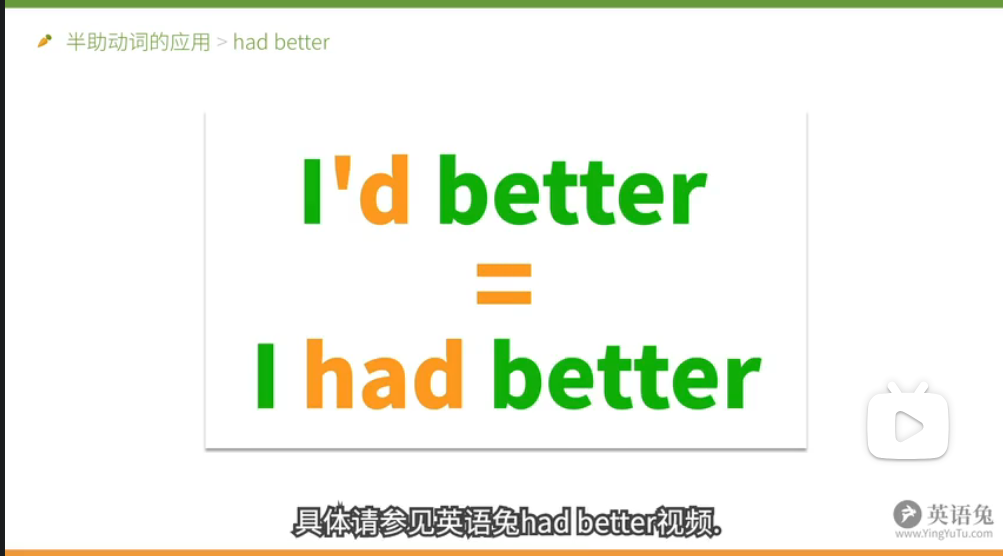 半助动词的应用 > had better
I'd better
=
I had better
具体请参见英语兔had better视频.
英语兔
www.YingYuTu.com